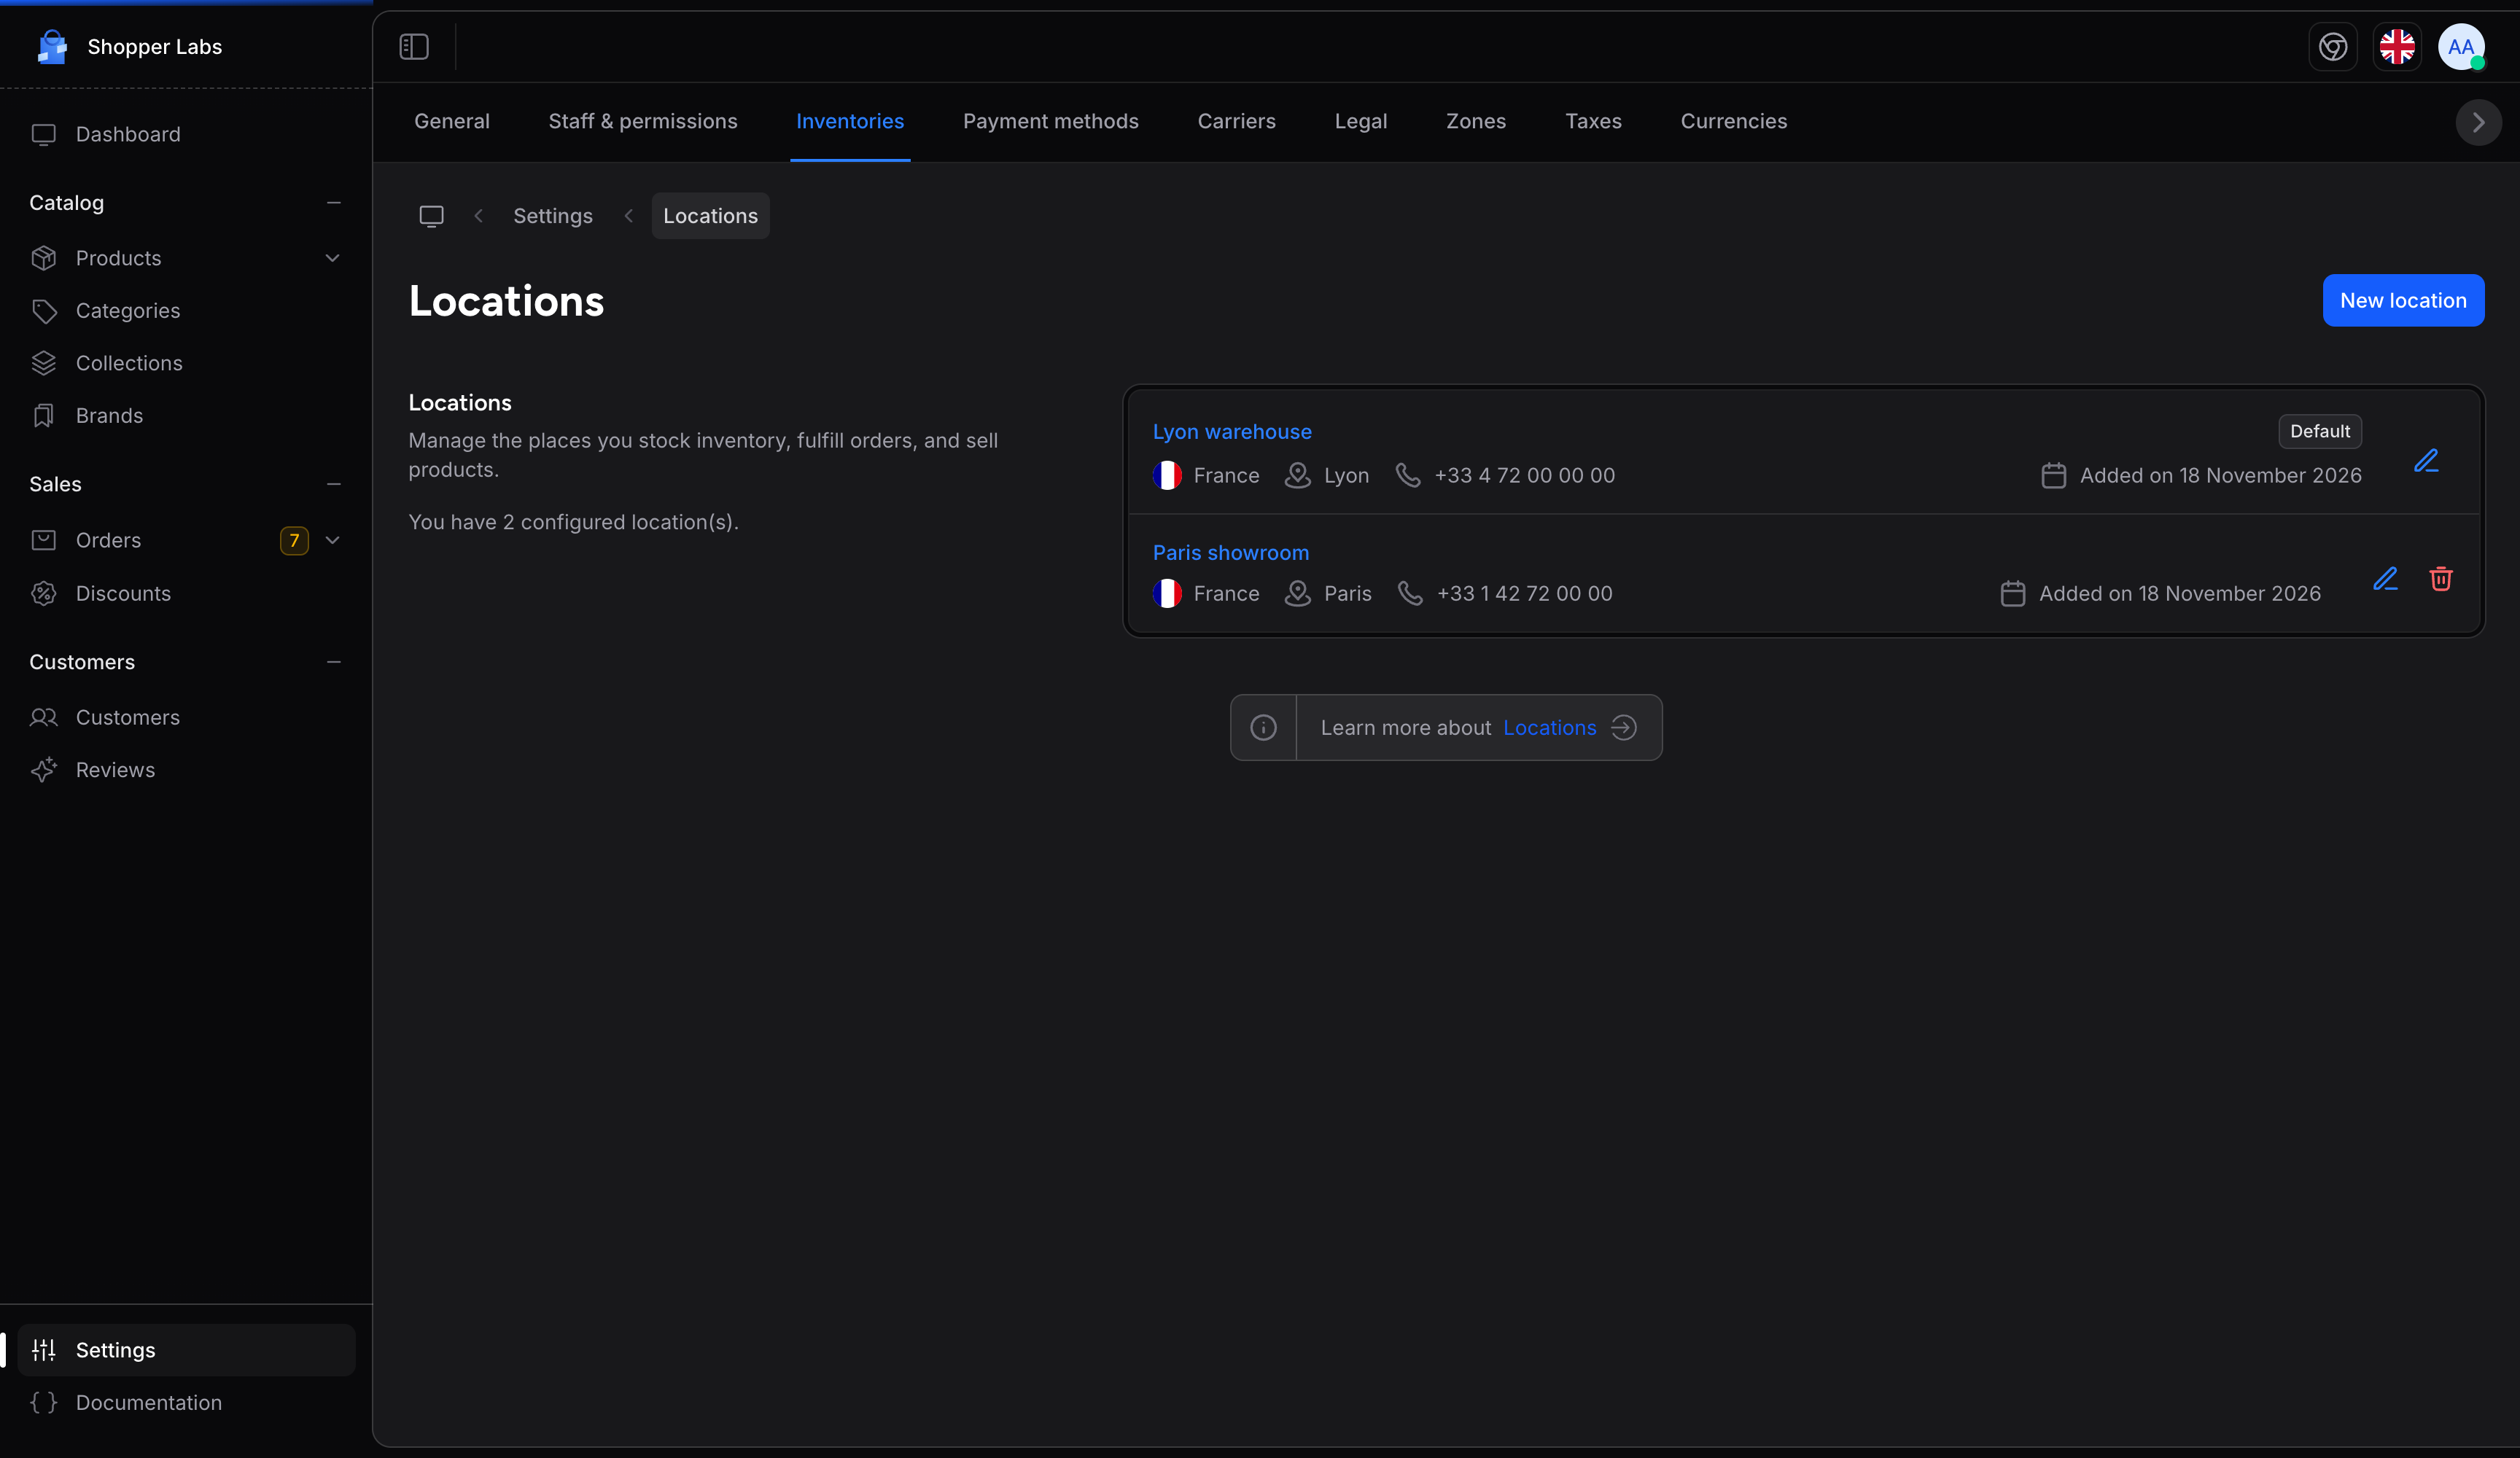 Shopper Labs
AA
Dashboard
Catalog
Products
Categories
Collections
Brands
Sales
Orders 7
Discounts
Customers
Customers
Reviews
Settings
Documentation
General Staff & permissions Inventories Payment methods Carriers Legal Zones Taxes Currencies
Settings Locations
Locations
New location
Locations
Manage the places you stock inventory, fulfill orders, and sell
products.
You have 2 configured location(s).
Lyon warehouse Default
France Lyon +33 4 72 00 00 00 Added on 18 November 2026
Paris showroom
France Paris +33 1 42 72 00 00 Added on 18 November 2026
Learn more about Locations